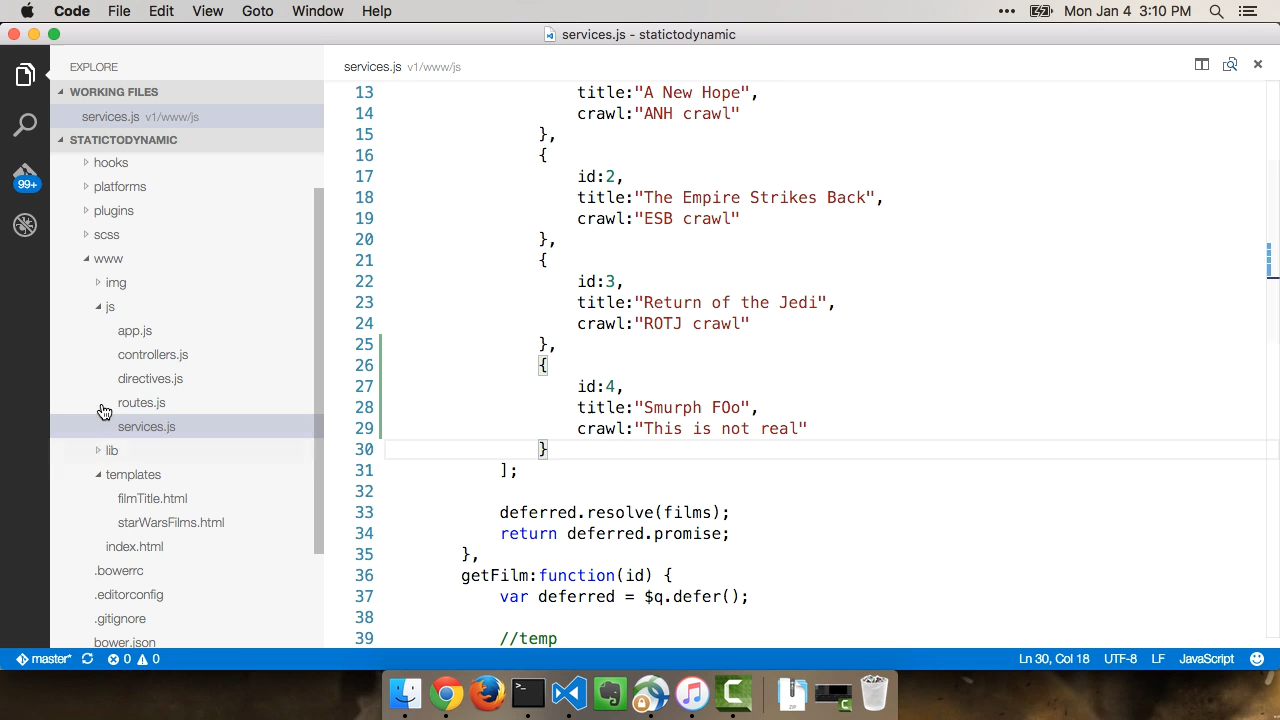 Code File Edit View Goto Window Help
Mon Jan 4 3:10 PM
services.js - statictodynamic
EXPLORE
WORKING FILES
services.js v1/www/js
STATICTODYNAMIC
hooks
platforms
plugins
scss
www
img
js
app.js
controllers.js
directives.js
routes.js
services.js
lib
templates
filmTitle.html
starWarsFilms.html
index.html
.bowerrc
.editorconfig
.gitignore
bower.json
99+
services.js v1/www/js
13 title:"A New Hope",
14 crawl:"ANH crawl"
15 },
16 {
17 id:2,
18 title:"The Empire Strikes Back",
19 crawl:"ESB crawl"
20 },
21 {
22 id:3,
23 title:"Return of the Jedi",
24 crawl:"ROTJ crawl"
25 },
26 {
27 id:4,
28 title:"Smurph FOo",
29 crawl:"This is not real"
30 }
31 ];
32
33 deferred.resolve(films);
34 return deferred.promise;
35 },
36 getFilm:function(id) {
37 var deferred = $q.defer();
38
39 //temp
master* 0 0
Ln 30, Col 18 UTF-8 LF JavaScript